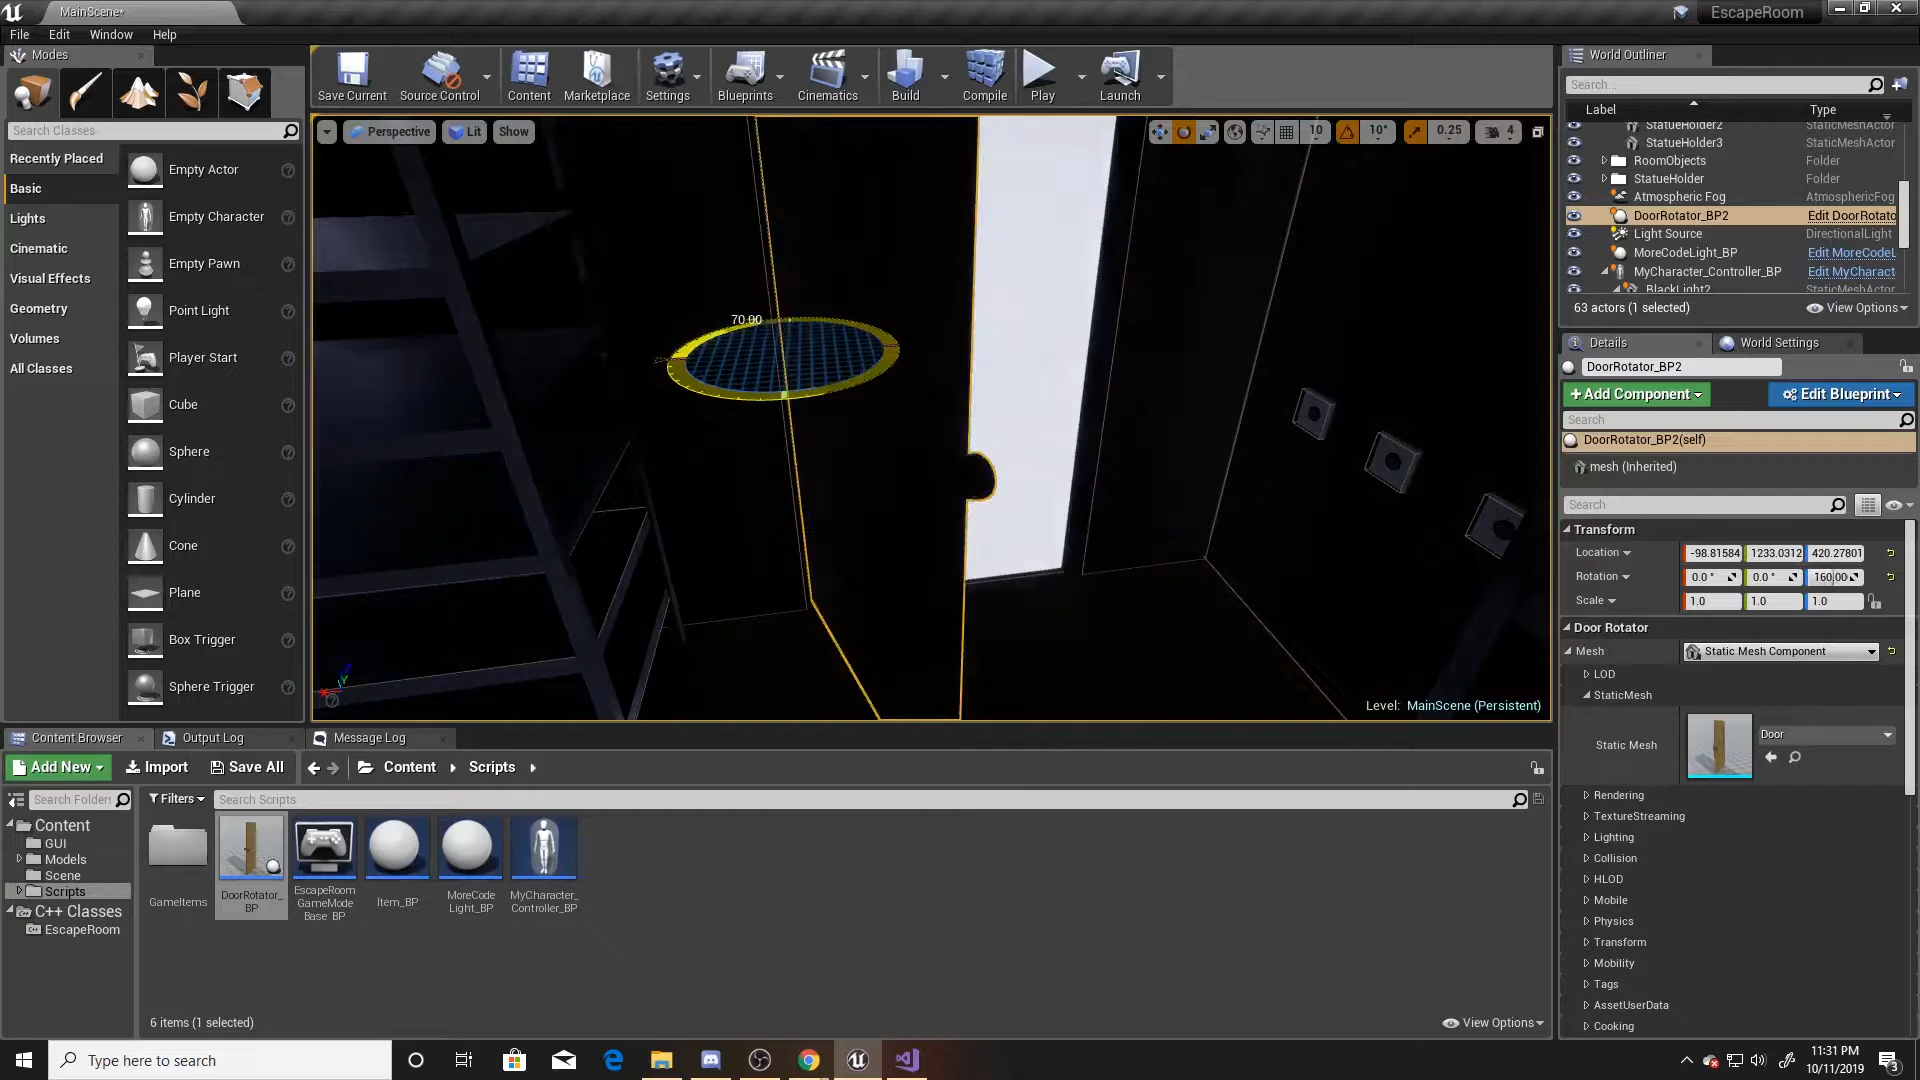 MainScene*
EscapeRoom
File Edit Window Help
Modes
Search Classes
Recently Placed
Basic
Lights
Cinematic
Visual Effects
Geometry
Volumes
All Classes
Empty Actor
Empty Character
Empty Pawn
Point Light
Player Start
Cube
Sphere
Cylinder
Cone
Plane
Box Trigger
Sphere Trigger
Save Current
Source Control
Content
Marketplace
Settings
Blueprints
Cinematics
Build
Compile
Play
Launch
Perspective Lit Show
10 10° 0.25 4
70.00
Level: MainScene (Persistent)
World Outliner
Search...
Label Type
StatueHolder2 StaticMeshActor
StatueHolder3 StaticMeshActor
RoomObjects Folder
StatueHolder Folder
Atmospheric Fog AtmosphericFog
DoorRotator_BP2 Edit DoorRotato
Light Source DirectionalLight
MoreCodeLight_BP Edit MoreCodeL
MyCharacter_Controller_BP Edit MyCharact
BlackLight2 StaticMeshActor
63 actors (1 selected) View Options
Details World Settings
DoorRotator_BP2
+Add Component Edit Blueprint
Search
DoorRotator_BP2(self)
mesh (Inherited)
Search
Transform
Location -98.81584 1233.0312 420.27801
Rotation 0.0° 0.0° 160.00
Scale 1.0 1.0 1.0
Door Rotator
Mesh Static Mesh Component
LOD
StaticMesh
Static Mesh Door
Rendering
TextureStreaming
Lighting
Collision
HLOD
Mobile
Physics
Transform
Mobility
Tags
AssetUserData
Cooking
Content Browser Output Log Message Log
Add New Import Save All Content Scripts
Search Folders
Filters Search Scripts
Content
GUI
Models
Scene
Scripts
C++ Classes
EscapeRoom
GameItems
DoorRotator_
BP
EscapeRoom
GameMode
Base_BP
Item_BP
MoreCode
Light_BP
MyCharacter_
Controller_BP
6 items (1 selected) View Options
Type here to search
11:31 PM
10/11/2019
3